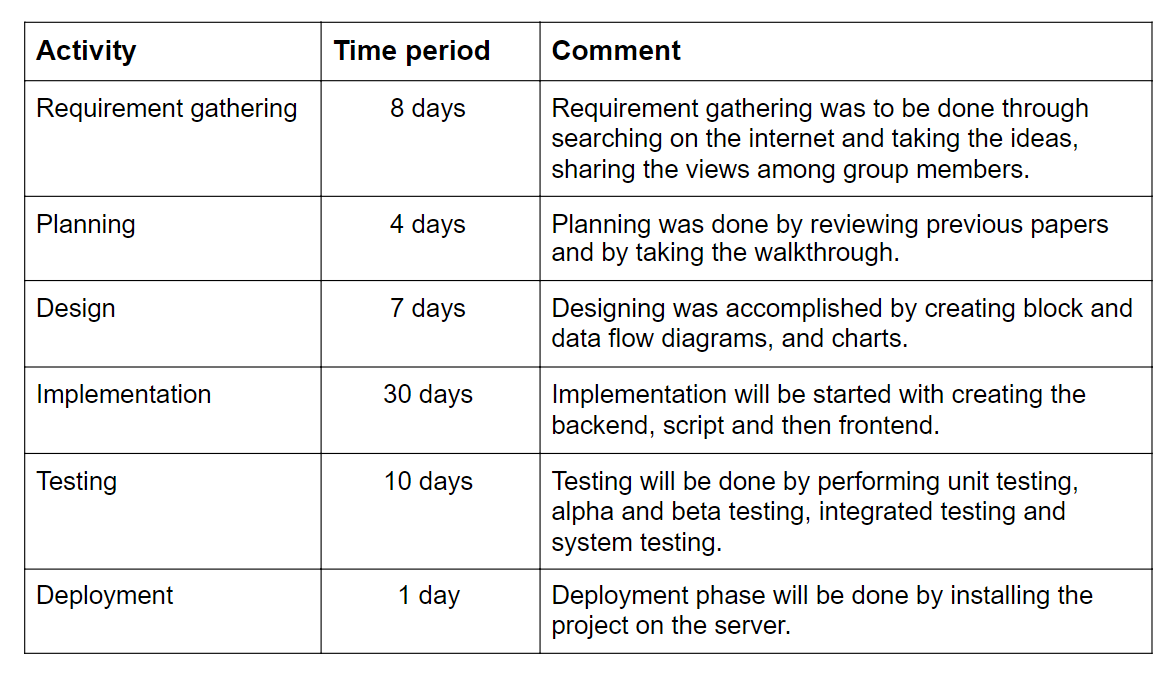 Activity Time period Comment
Requirement gathering 8 days Requirement gathering was to be done through
searching on the internet and taking the ideas,
sharing the views among group members.
Planning 4 days Planning was done by reviewing previous papers
and by taking the walkthrough.
Design 7 days Designing was accomplished by creating block and
data flow diagrams, and charts.
Implementation 30 days Implementation will be started with creating the
backend, script and then frontend.
Testing 10 days Testing will be done by performing unit testing,
alpha and beta testing, integrated testing and
system testing.
Deployment 1 day Deployment phase will be done by installing the
project on the server.